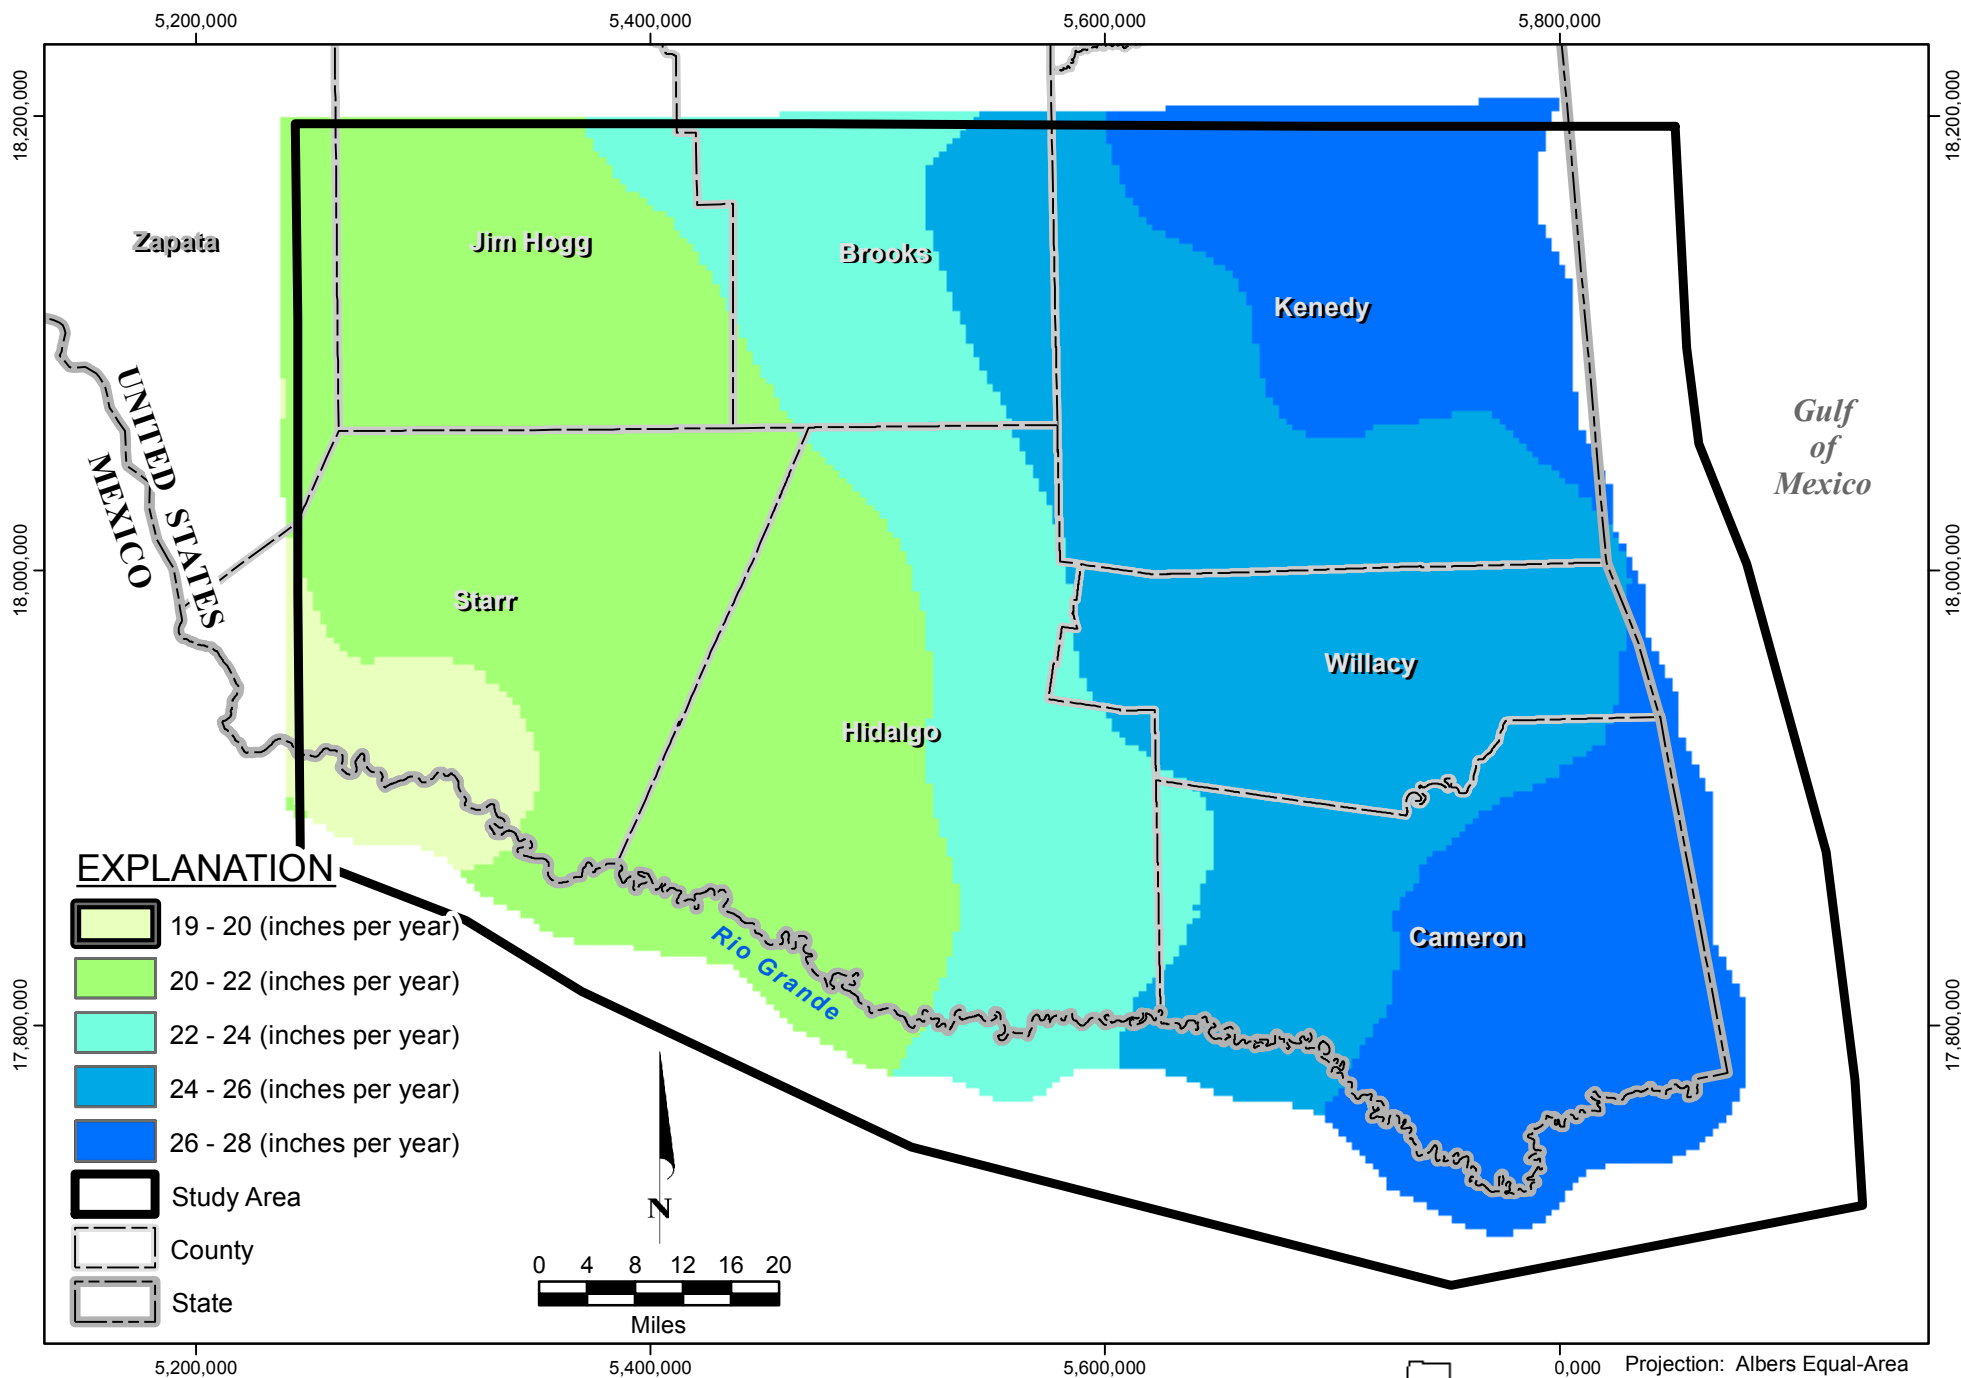 5,200,000
5,400,000
5,600,000
5,800,000
18,200,000
18,200,000
Zapata
Jim Hogg
Brooks
Kenedy
UNITED STATES
MEXICO
Gulf
of
Mexico
18,000,000
18,000,000
Starr
Willacy
Hidalgo
Cameron
Rio Grande
17,800,000
17,800,000
EXPLANATION
19 - 20 (inches per year)
20 - 22 (inches per year)
22 - 24 (inches per year)
24 - 26 (inches per year)
26 - 28 (inches per year)
Study Area
County
State
N
0 4 8 12 16 20
Miles
5,200,000
5,400,000
5,600,000
0,000
Projection: Albers Equal-Area